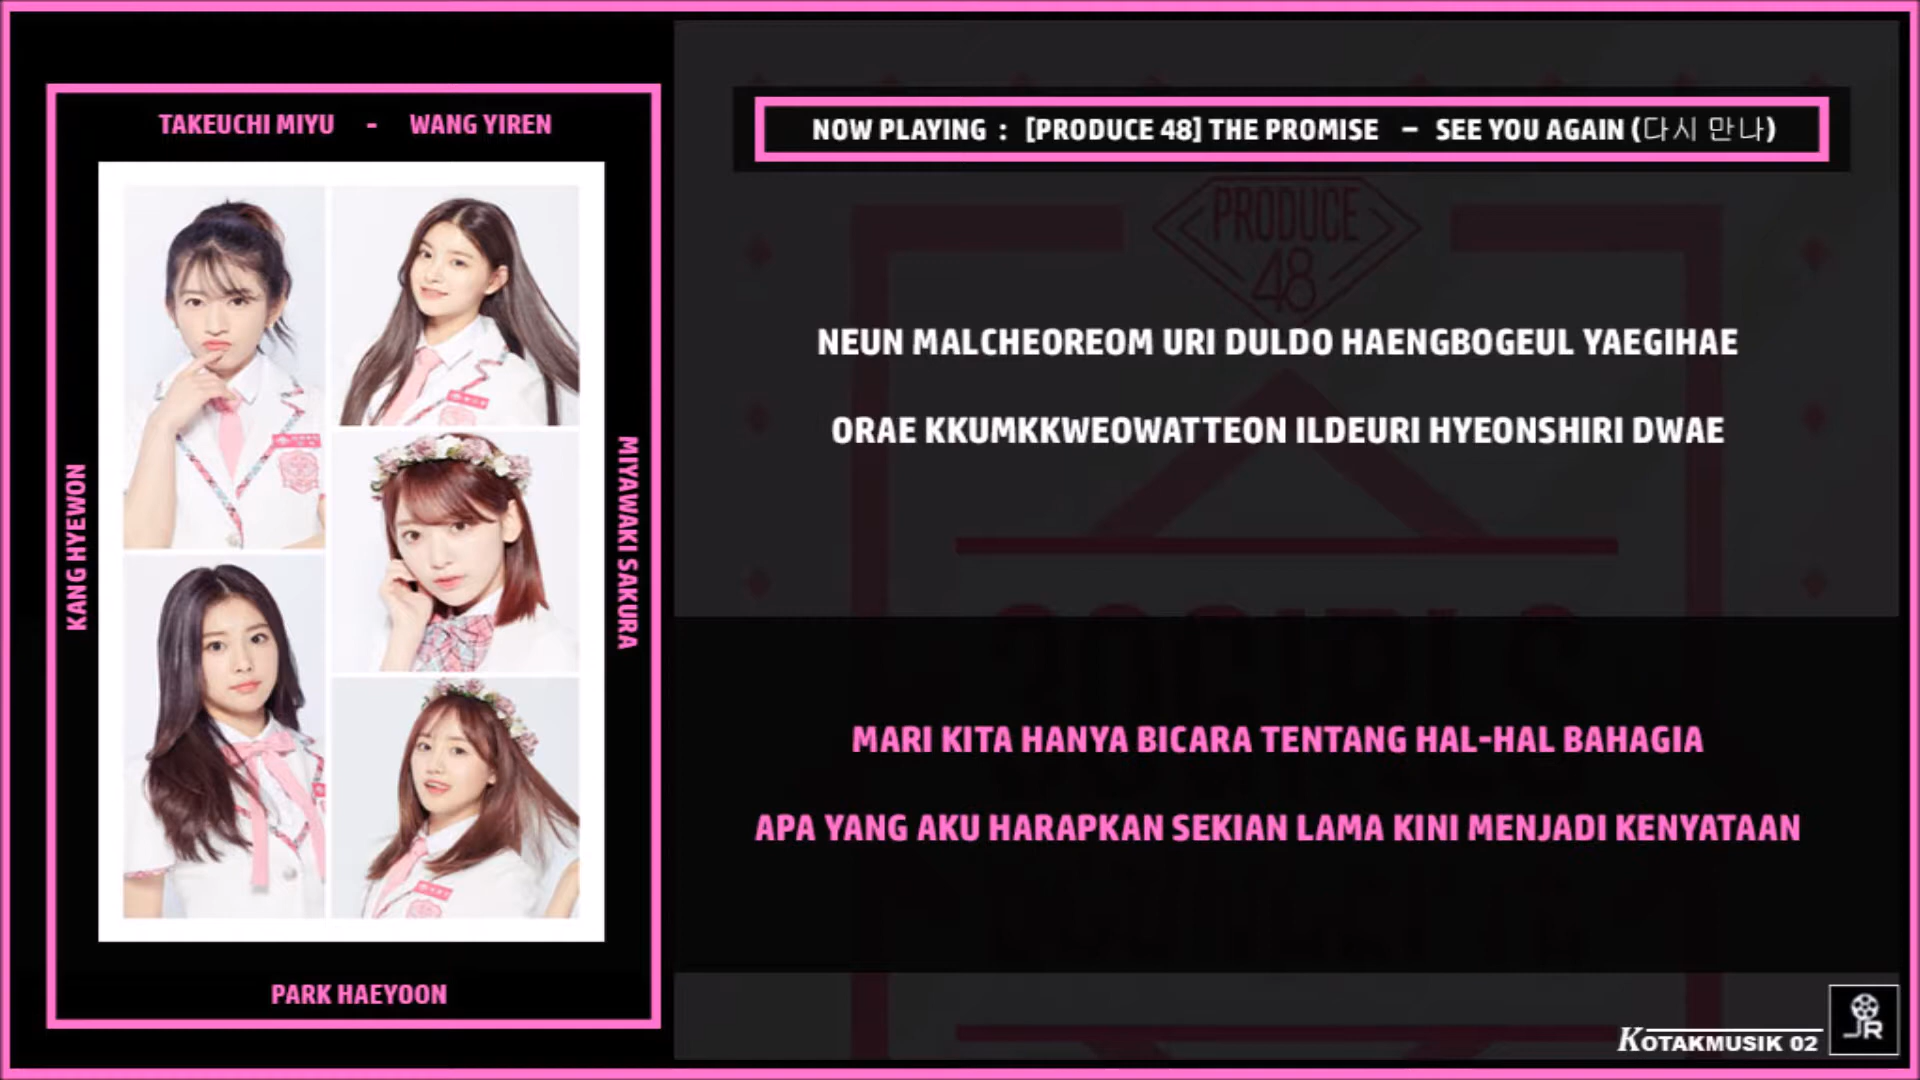 TAKEUCHI MIYU - WANG YIREN
KANG HYEWON
MIYAWAKI SAKURA
PARK HAEYOON
NOW PLAYING : [PRODUCE 48] THE PROMISE – SEE YOU AGAIN (다시 만나)
PRODUCE
48
NEUN MALCHEOREOM URI DULDO HAENGBOGEUL YAEGIHAE
ORAE KKUMKKWEOWATTEON ILDEURI HYEONSHIRI DWAE
MARI KITA HANYA BICARA TENTANG HAL-HAL BAHAGIA
APA YANG AKU HARAPKAN SEKIAN LAMA KINI MENJADI KENYATAAN
KOTAKMUSIK 02
JR